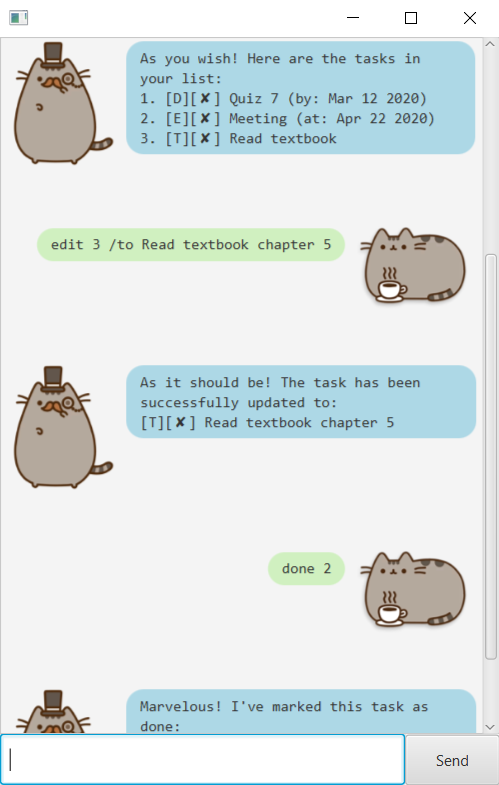 As you wish! Here are the tasks in
your list:
1. [D][✘] Quiz 7 (by: Mar 12 2020)
2. [E][✘] Meeting (at: Apr 22 2020)
3. [T][✘] Read textbook
edit 3 /to Read textbook chapter 5
As it should be! The task has been
successfully updated to:
[T][✘] Read textbook chapter 5
done 2
Marvelous! I've marked this task as
done:
Send